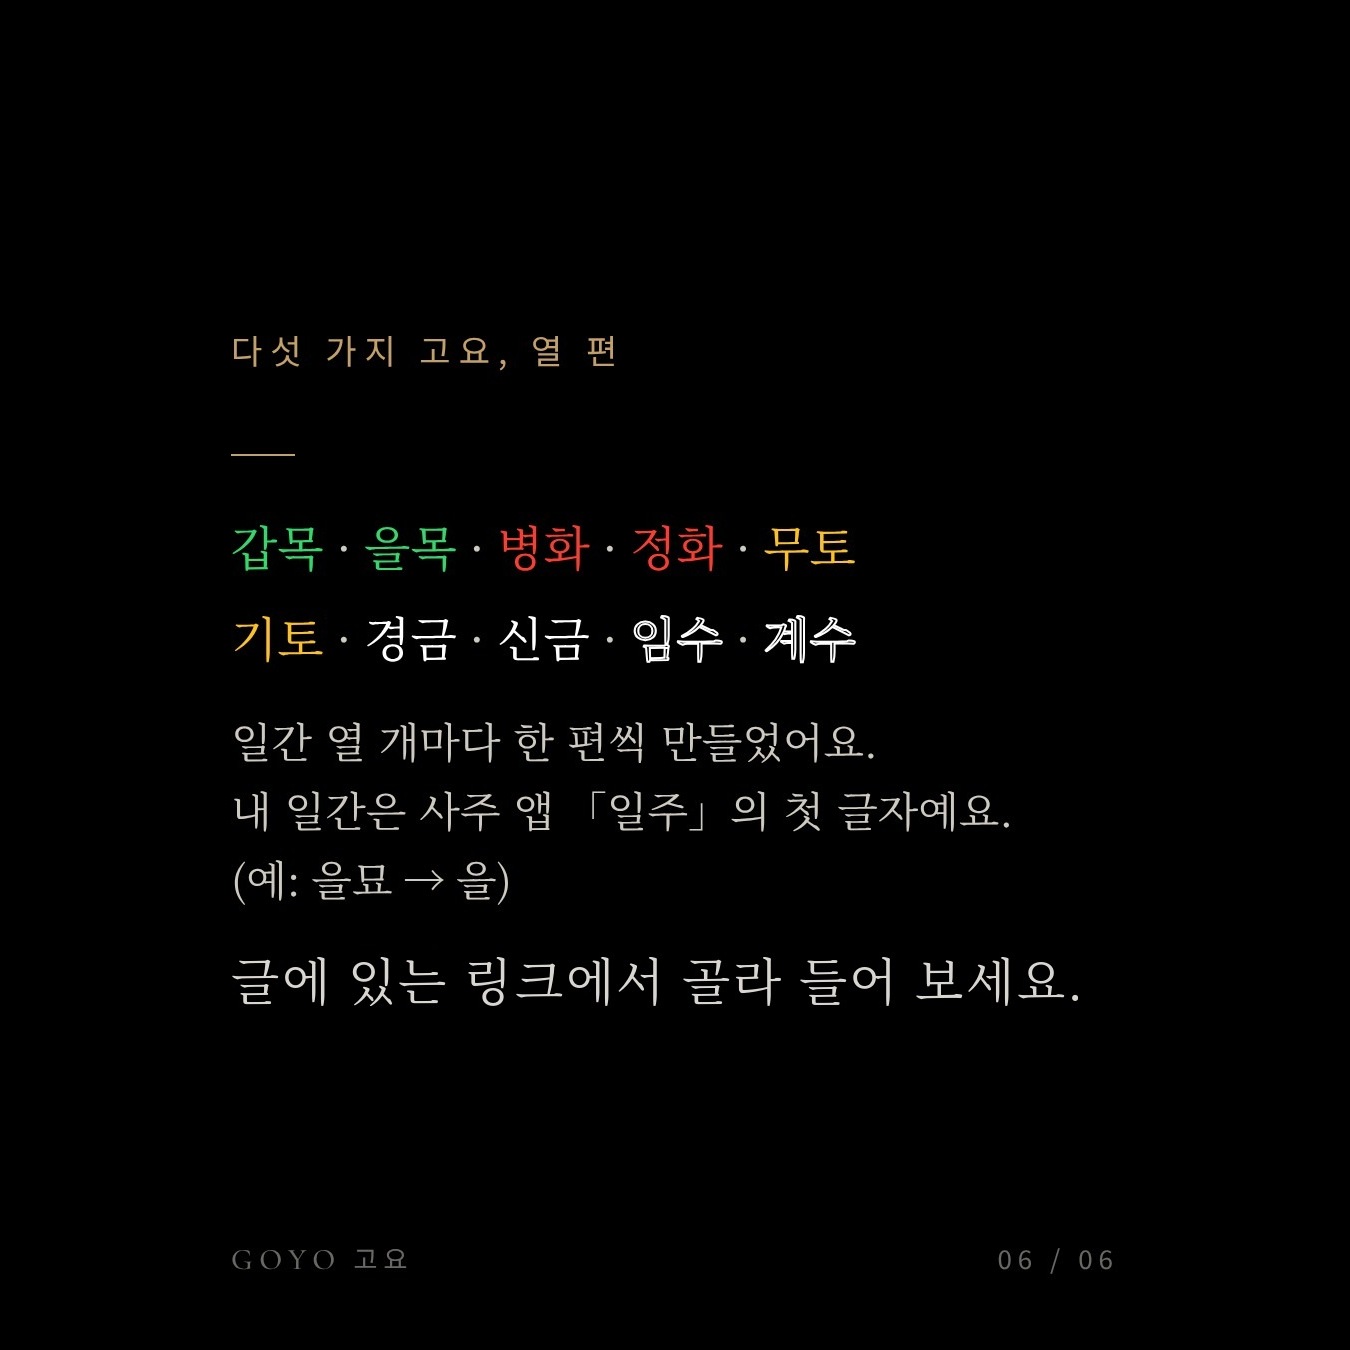 다섯 가지 고요, 열 편
갑목 · 을목 · 병화 · 정화 · 무토
기토 · 경금 · 신금 · 임수 · 계수
일간 열 개마다 한 편씩 만들었어요.
내 일간은 사주 앱 「일주」의 첫 글자예요.
(예: 을묘 → 을)
글에 있는 링크에서 골라 들어 보세요.
GOYO 고요
06 / 06